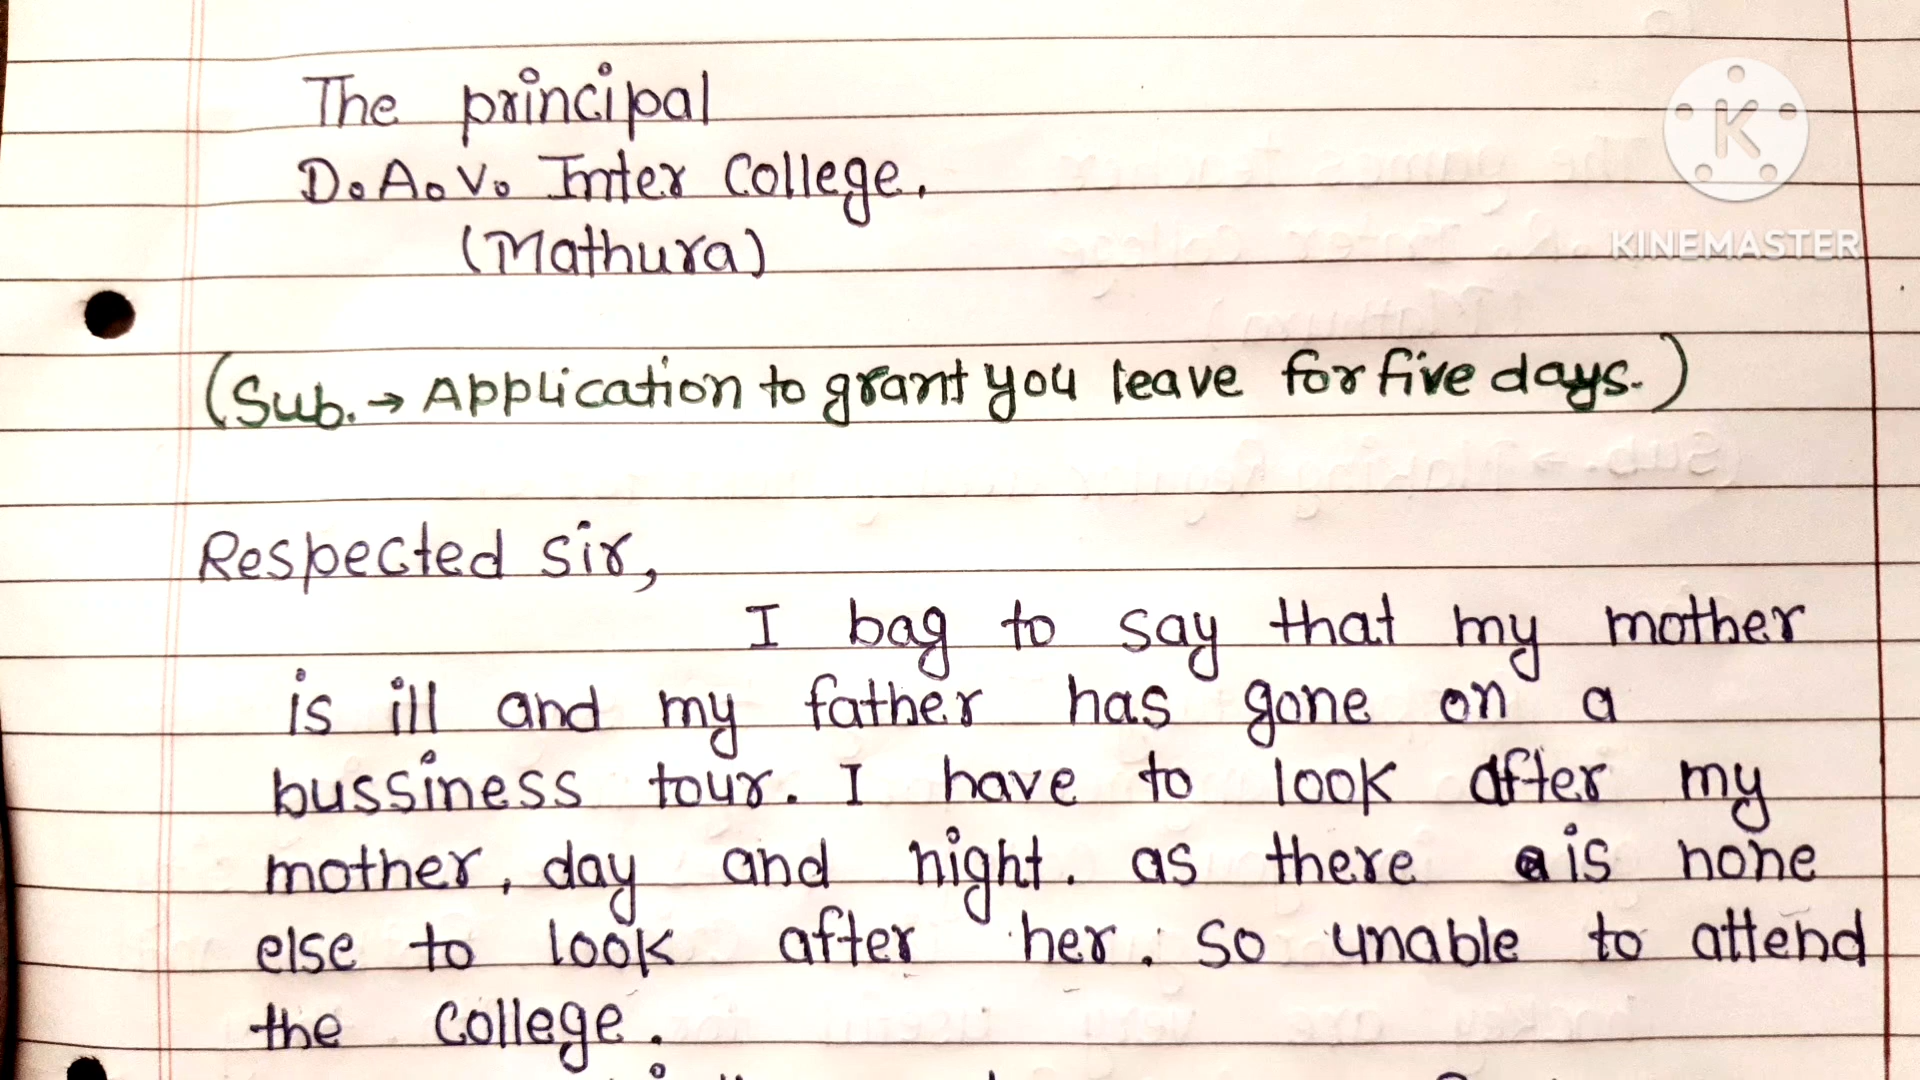 The principal
D.A.V. Inter College.
(Mathura)
K
KINEMASTER
(Sub. → Application to grant you leave for five days.)
Respected sir,
I bag to say that my mother
is ill and my father has gone on a
bussiness tour. I have to look after my
mother, day and night. as there is none
else to look after her. So unable to attend
the college.